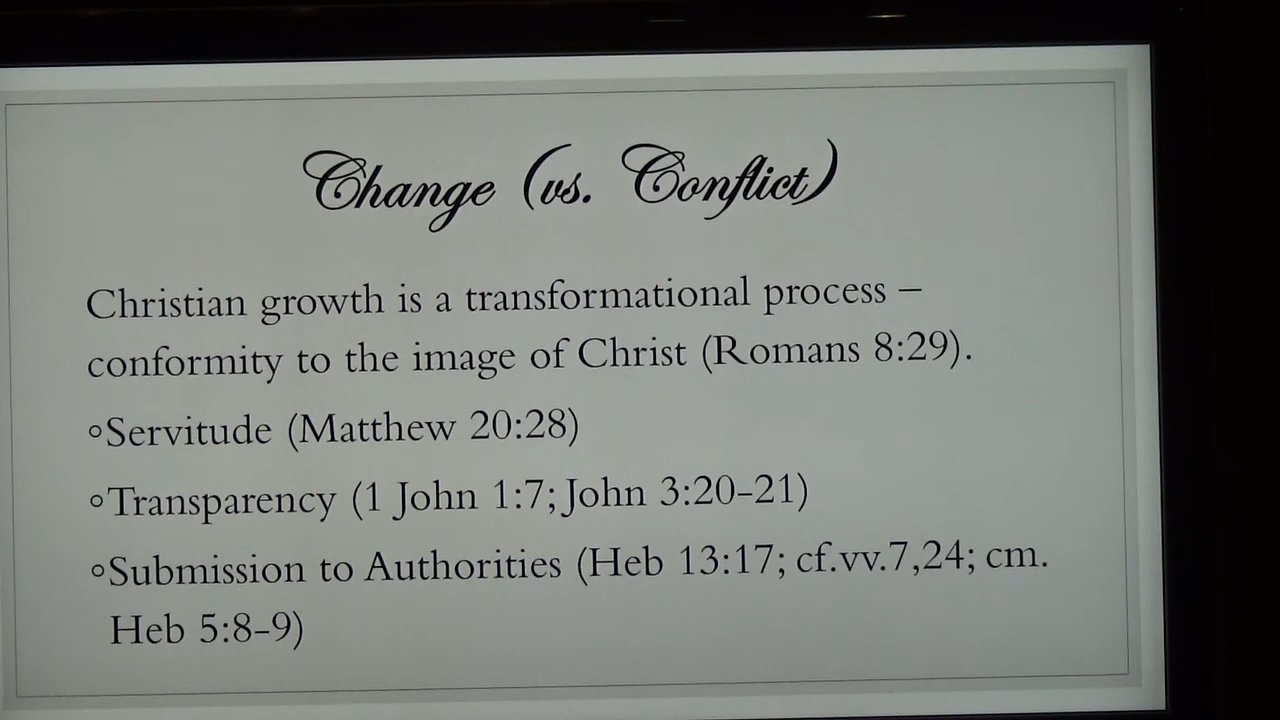 Change (vs. Conflict)
Christian growth is a transformational process –
conformity to the image of Christ (Romans 8:29).
◦Servitude (Matthew 20:28)
◦Transparency (1 John 1:7; John 3:20-21)
◦Submission to Authorities (Heb 13:17; cf.vv.7,24; cm.
Heb 5:8-9)